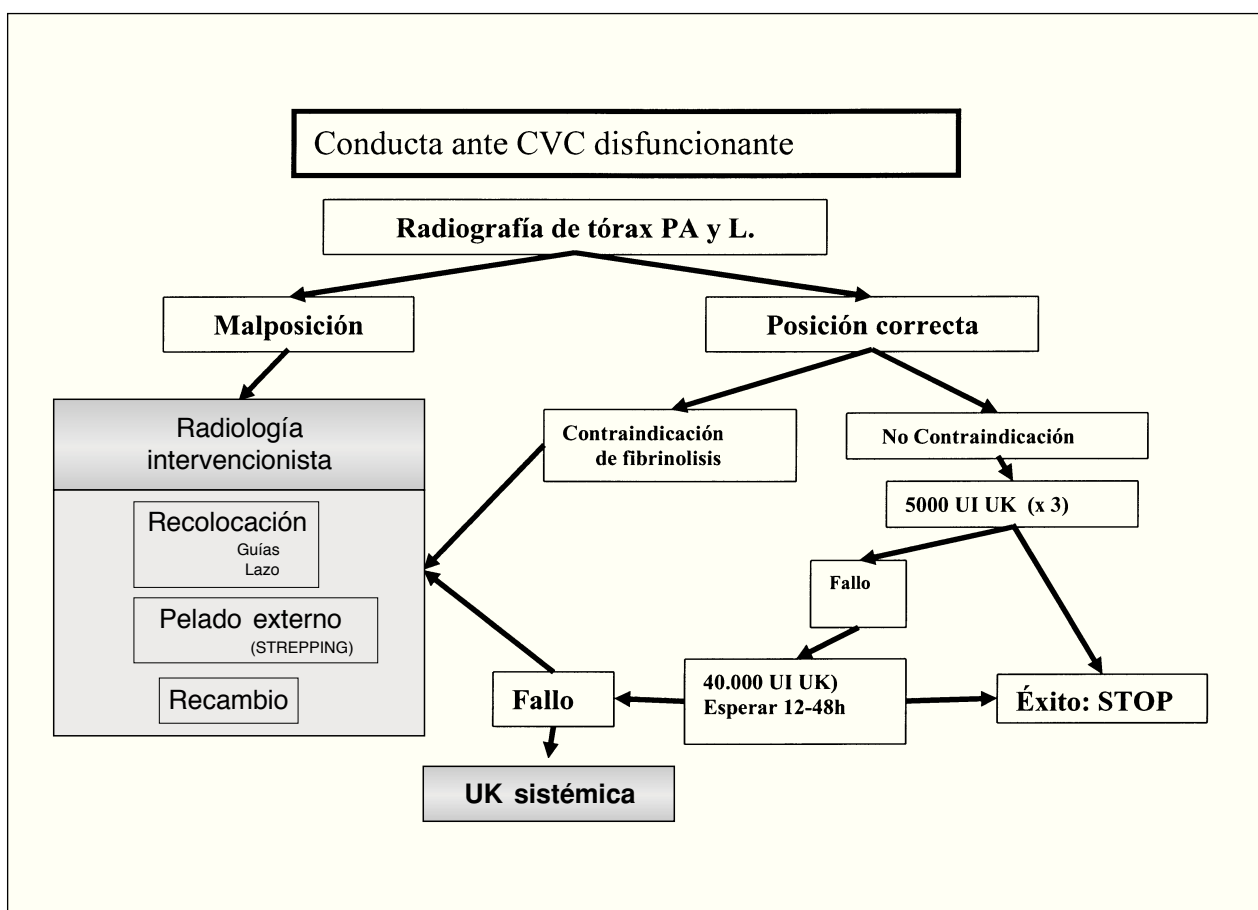 Conducta ante CVC disfuncionante
Radiografía de tórax PA y L.
Malposición
Posición correcta
Radiología
intervencionista
Contraindicación
de fibrinolisis
No Contraindicación
5000 UI UK (x 3)
Recolocación
Guías
Lazo
Fallo
Pelado externo
(STREPPING)
Recambio
Fallo
40.000 UI UK)
Esperar 12-48h
Éxito: STOP
UK sistémica